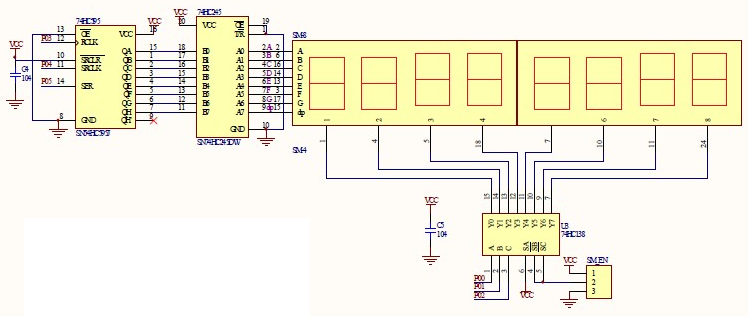 74HC595
VCC
74HC245
20
VCC
OE
19
T/R
1
SM8
VCC
13
OE
VCC
16
P03
12
RCLK
10
SRCLR
P04
11
SRCLK
P05
14
SER
8
GND
SN74HC595
C4
104
QA 15 18 B0 A0 2 A 2 A
QB 1 17 B1 A1 3 B 6 B
QC 2 16 B2 A2 4 C C
QD 3 15 B3 A3 5 D 14 D
QE 4 14 B4 A4 6 E 13 E
QF 5 13 B5 A5 7 F 3 F
QG 6 12 B6 A6 8 G 17 G
QH 7 11 B7 A7 9 dp 15 dp
QH' 9
GND 10
SN74HC245DW
SM4
1 2 3 4 5 6 7 8
1 4 5 18 7 10 11 24
15 14 13 12 11 10 9 7
Y0 Y1 Y2 Y3 Y4 Y5 Y6 Y7
U3
74HC138
A B C SA SB SC
1 2 3 6 4 5
P00
P01
P02
VCC
VCC
C5
104
VCC
SM_EN
1
2
3